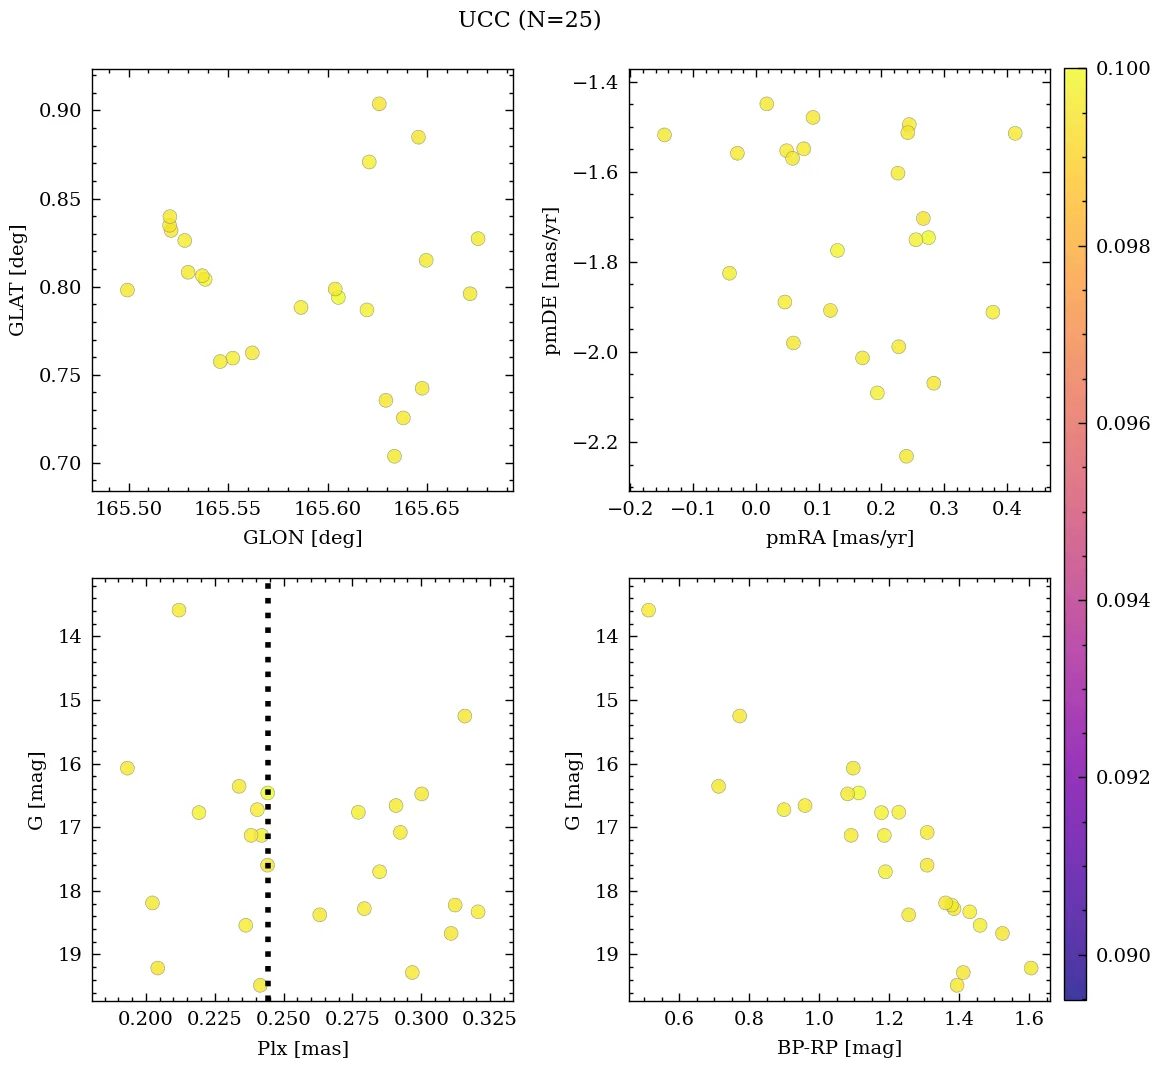 UCC (N=25)
0.90
0.85
0.80
0.75
0.70
GLAT [deg]
165.50 165.55 165.60 165.65
GLON [deg]
−1.4
−1.6
−1.8
−2.0
−2.2
pmDE [mas/yr]
−0.2 −0.1 0.0 0.1 0.2 0.3 0.4
pmRA [mas/yr]
14
15
16
17
18
19
G [mag]
0.200 0.225 0.250 0.275 0.300 0.325
Plx [mas]
14
15
16
17
18
19
G [mag]
0.6 0.8 1.0 1.2 1.4 1.6
BP-RP [mag]
0.100
0.098
0.096
0.094
0.092
0.090